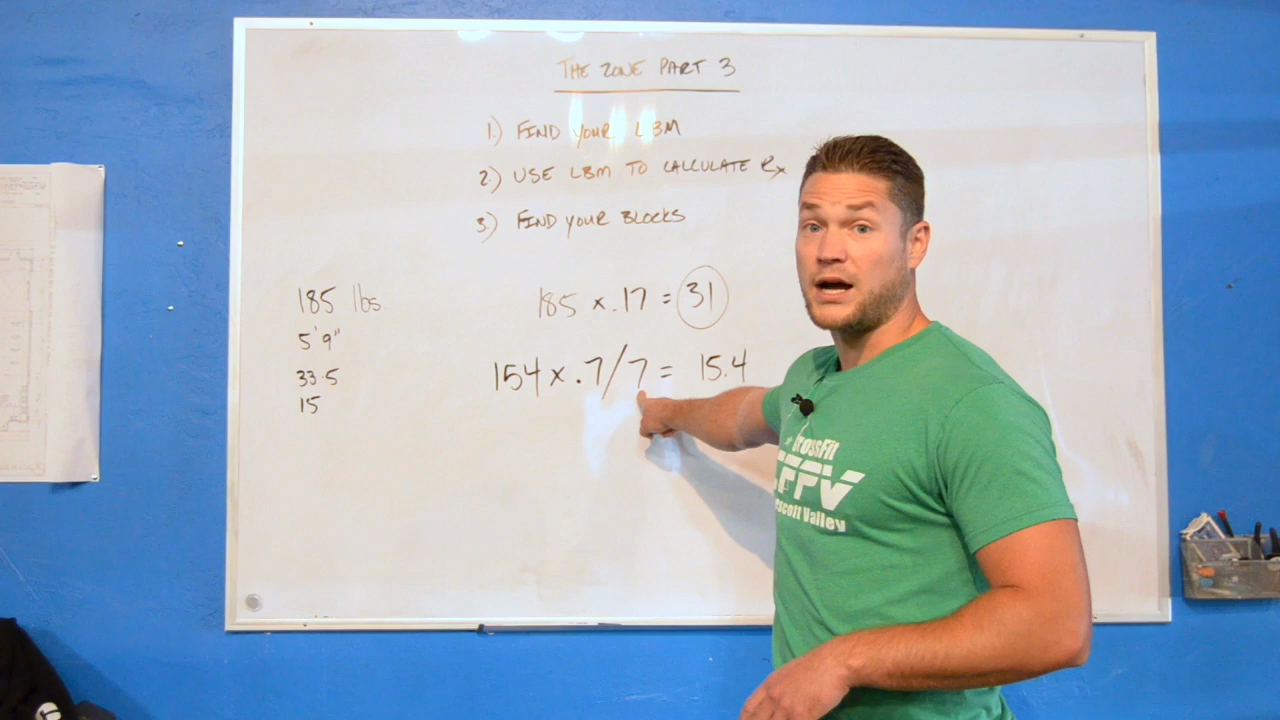 THE ZONE PART 3
1.) FIND YOUR LBM
2.) USE LBM TO CALCULATE Rx
3.) FIND YOUR BLOCKS
185 lbs
5'9"
33.5
15
185 x .17 = 31
154 x .7/7 = 15.4
CrossFit
PV
escott Valley